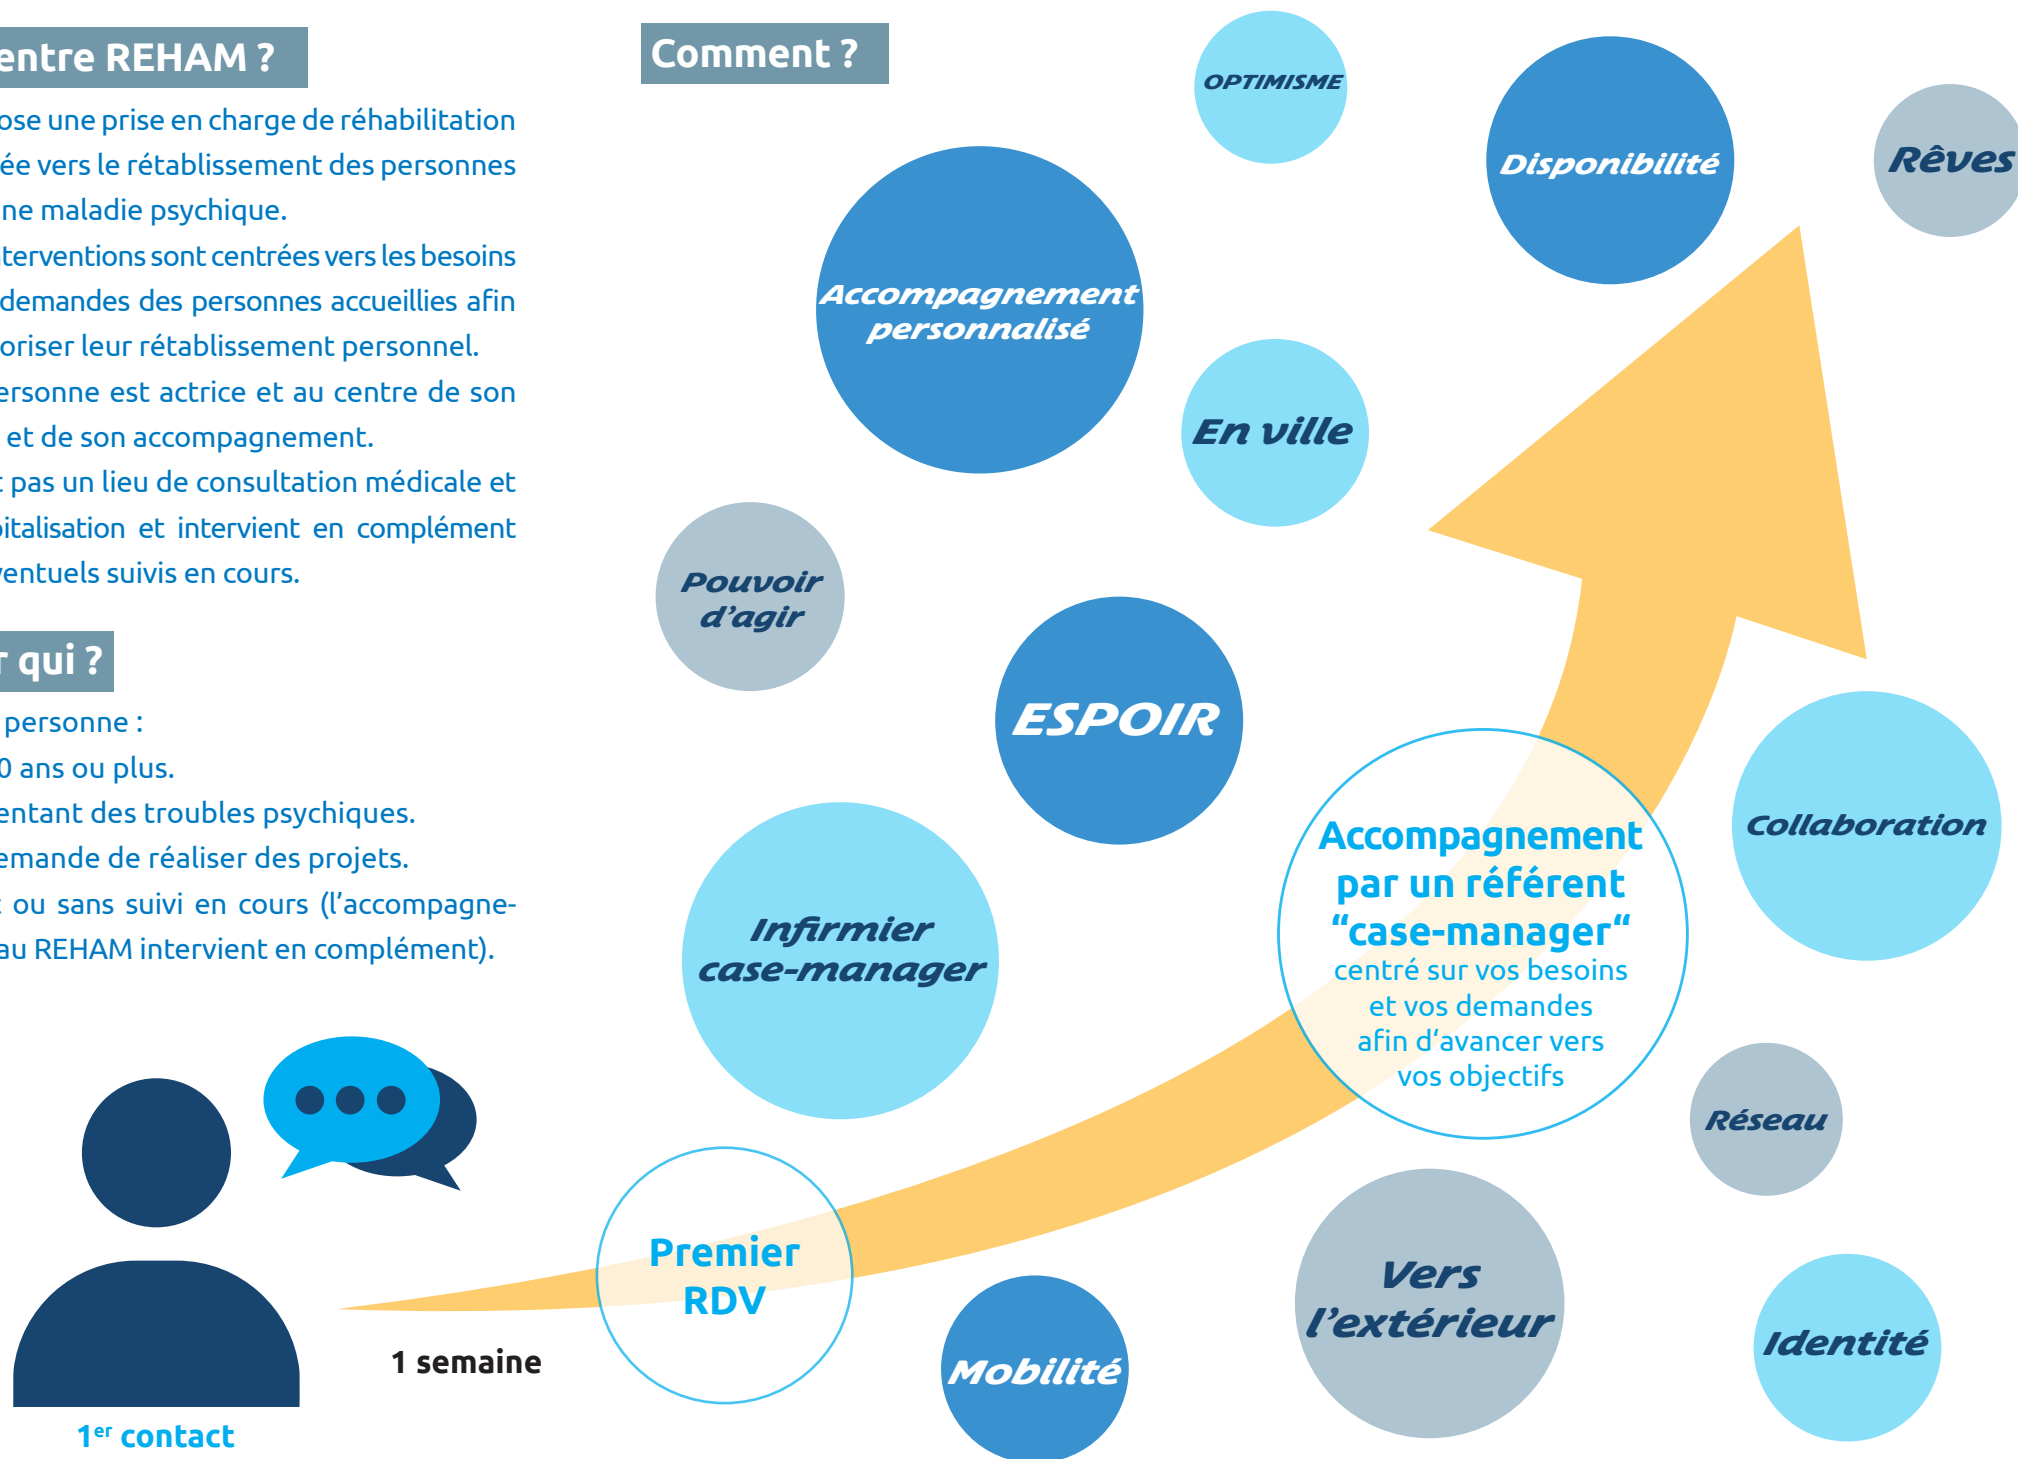 entre REHAM ?
ose une prise en charge de réhabilitation
ée vers le rétablissement des personnes
ne maladie psychique.
nterventions sont centrées vers les besoins
demandes des personnes accueillies afin
oriser leur rétablissement personnel.
ersonne est actrice et au centre de son
et de son accompagnement.
t pas un lieu de consultation médicale et
pitalisation et intervient en complément
ventuels suivis en cours.
r qui ?
personne :
0 ans ou plus.
entant des troubles psychiques.
emande de réaliser des projets.
c ou sans suivi en cours (l’accompagne-
au REHAM intervient en complément).
1er contact
1 semaine
Comment ?
OPTIMISME
Disponibilité
Rêves
Accompagnement
personnalisé
En ville
Pouvoir
d’agir
ESPOIR
Infirmier
case-manager
Accompagnement
par un référent
“case-manager“
centré sur vos besoins
et vos demandes
afin d‘avancer vers
vos objectifs
Collaboration
Réseau
Premier
RDV
Mobilité
Vers
l’extérieur
Identité